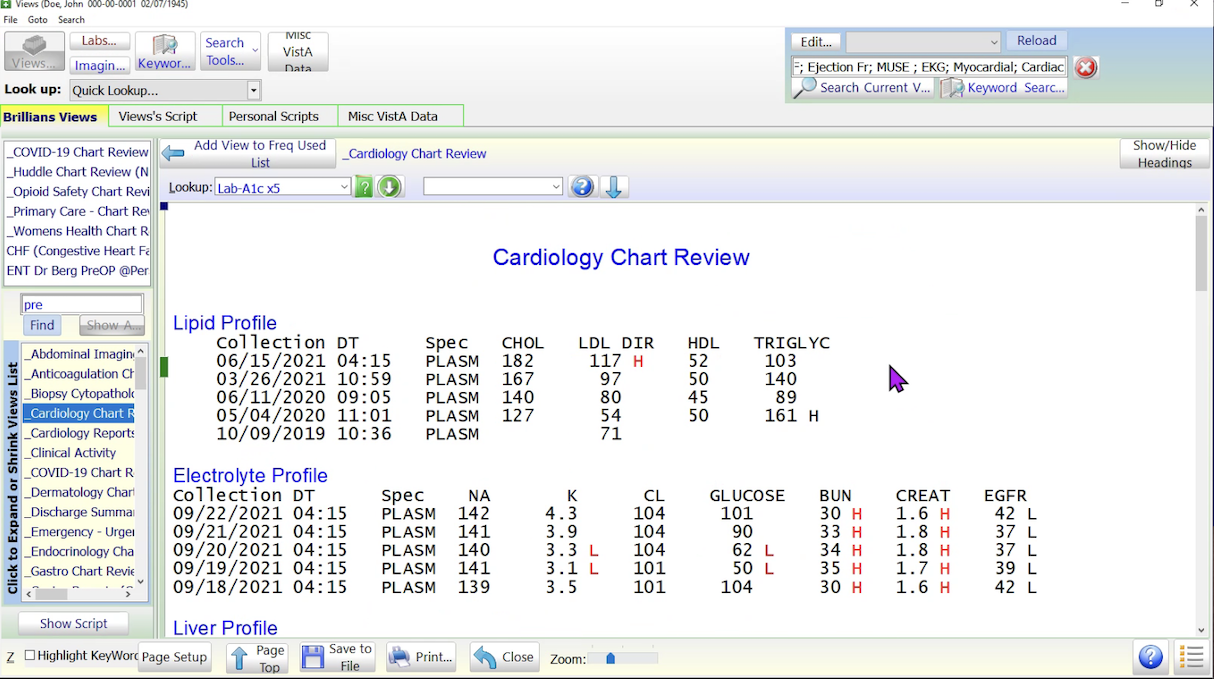 Views (Doe, John 000-00-0001 02/07/1945)
File Goto Search
Views...
Labs...
Imagin...
Keywor...
Search
Tools...
Misc
VistA
Data
Edit...
Reload
; Ejection Fr; MUSE ; EKG; Myocardial; Cardiac
Search Current V...
Keyword Searc...
Look up: Quick Lookup...
Brillians Views
Views's Script
Personal Scripts
Misc VistA Data
_COVID-19 Chart Review
_Huddle Chart Review (N
_Opioid Safety Chart Revi
_Primary Care - Chart Rev
_Womens Health Chart R
CHF (Congestive Heart Fa
ENT Dr Berg PreOP @Per
pre
Find
Show A...
Click to Expand or Shrink Views List
_Abdominal Imagin
_Anticoagulation Ch
_Biopsy Cytopatholo
_Cardiology Chart R
_Cardiology Reports
_Clinical Activity
_COVID-19 Chart R
_Dermatology Chart
_Discharge Summar
_Emergency - Urge
_Endocrinology Cha
_Gastro Chart Revie
Show Script
Add View to Freq Used
List
_Cardiology Chart Review
Show/Hide
Headings
Lookup: Lab-A1c x5
Cardiology Chart Review
Lipid Profile
Collection DT Spec CHOL LDL DIR HDL TRIGLYC
06/15/2021 04:15 PLASM 182 117 H 52 103
03/26/2021 10:59 PLASM 167 97 50 140
06/11/2020 09:05 PLASM 140 80 45 89
05/04/2020 11:01 PLASM 127 54 50 161 H
10/09/2019 10:36 PLASM 71
Electrolyte Profile
Collection DT Spec NA K CL GLUCOSE BUN CREAT EGFR
09/22/2021 04:15 PLASM 142 4.3 104 101 30 H 1.6 H 42 L
09/21/2021 04:15 PLASM 141 3.9 104 90 33 H 1.8 H 37 L
09/20/2021 04:15 PLASM 140 3.3 L 104 62 L 34 H 1.8 H 37 L
09/19/2021 04:15 PLASM 141 3.1 L 101 50 L 35 H 1.7 H 39 L
09/18/2021 04:15 PLASM 139 3.5 101 104 30 H 1.6 H 42 L
Liver Profile
Z Highlight KeyWord
Page Setup
Page
Top
Save to
File
Print...
Close
Zoom: